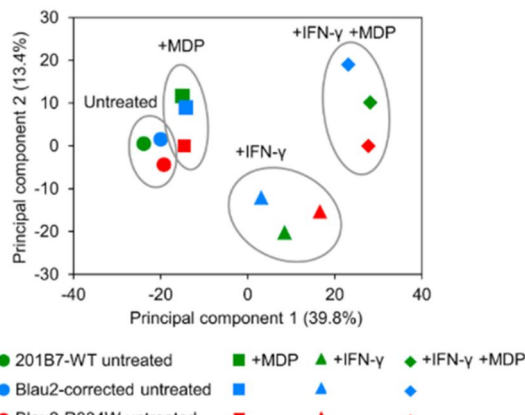 30
+IFN-γ +MDP
+MDP
20
Untreated
10
0
+IFN-γ
-10
-20
-30
-40 -20 0 20 40
Principal component 2 (13.4%)
Principal component 1 (39.8%)
201B7-WT untreated +MDP +IFN-γ +IFN-γ +MDP
Blau2-corrected untreated